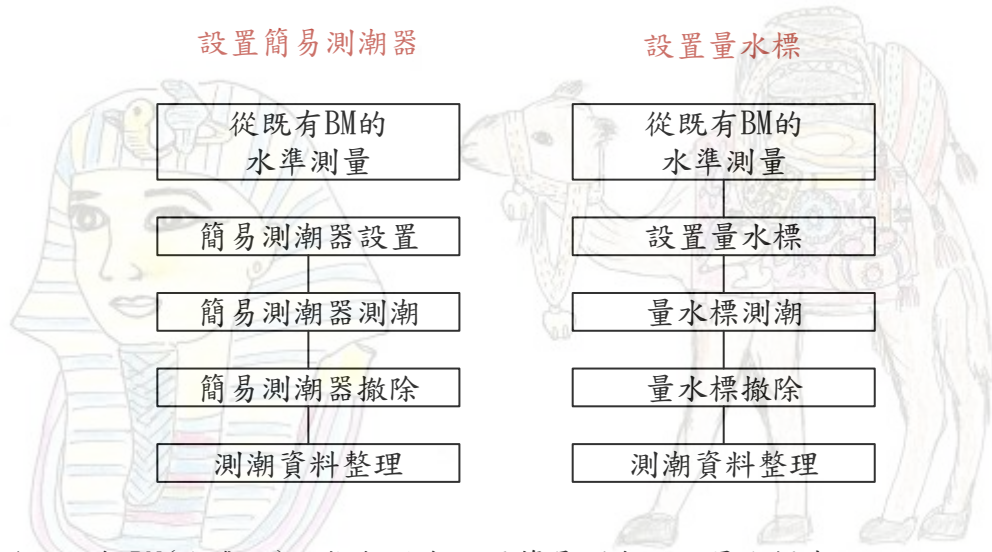 設置簡易測潮器
從既有BM的
水準測量
簡易測潮器設置
簡易測潮器測潮
簡易測潮器撤除
測潮資料整理
設置量水標
從既有BM的
水準測量
設置量水標
量水標測潮
量水標撤除
測潮資料整理